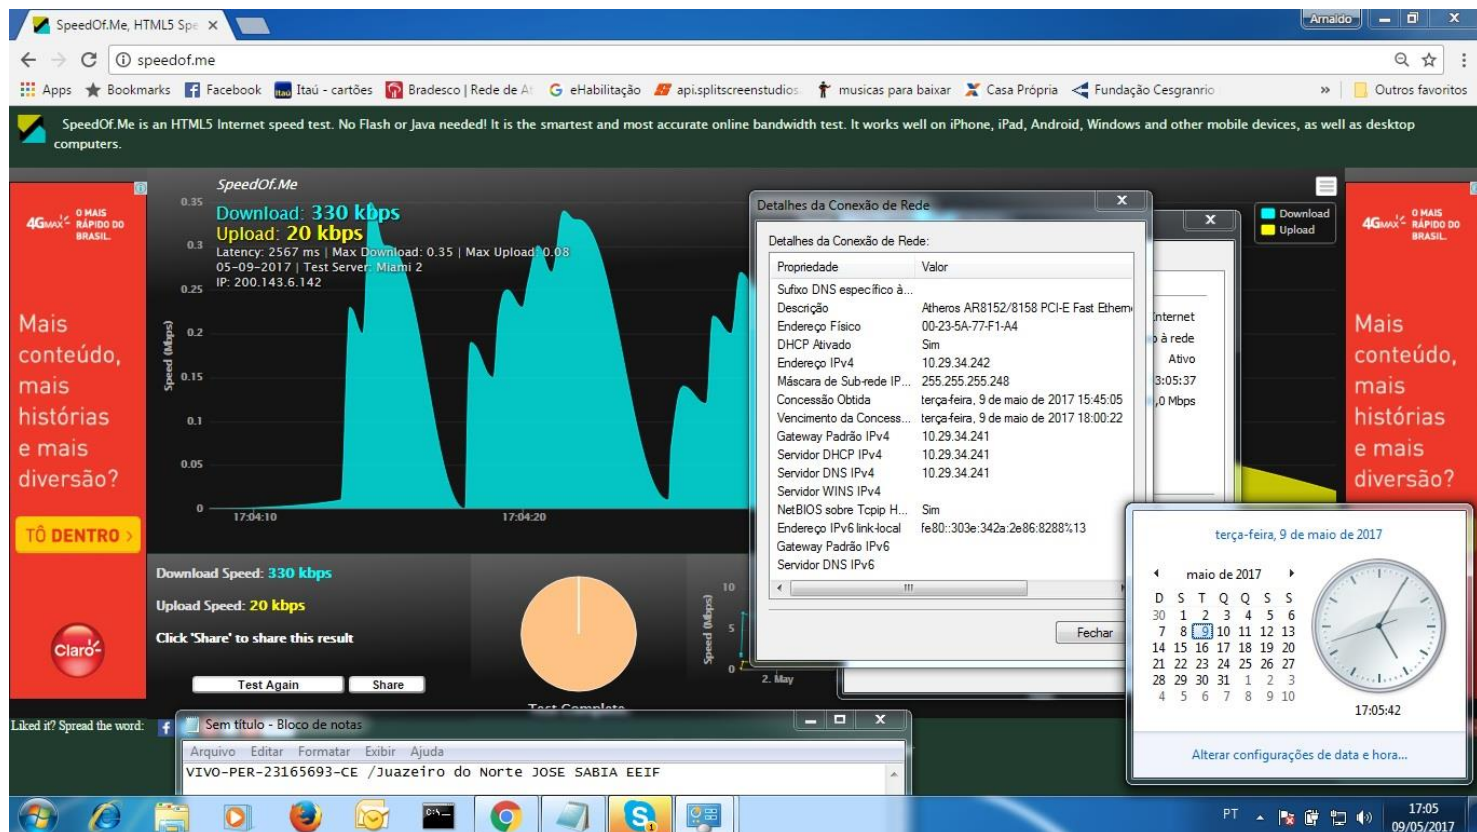 SpeedOf.Me, HTML5 Spe
Arnaldo
speedof.me
Apps Bookmarks Facebook Itaú - cartões Bradesco | Rede de A eHabilitação api.splitscreenstudios. musicas para baixar Casa Própria Fundação Cesgranrio » Outros favoritos
SpeedOf.Me is an HTML5 Internet speed test. No Flash or Java needed! It is the smartest and most accurate online bandwidth test. It works well on iPhone, iPad, Android, Windows and other mobile devices, as well as desktop
computers.
4GMAX O MAIS
RÁPIDO DO
BRASIL.
Mais
conteúdo,
mais
histórias
e mais
diversão?
TÔ DENTRO >
Claro
SpeedOf.Me
Download: 330 kbps
Upload: 20 kbps
Latency: 2567 ms | Max Download: 0.35 | Max Upload: 0.08
05-09-2017 | Test Server: Miami 2
IP: 200.143.6.142
Speed (Mbps)
0.35
0.3
0.25
0.2
0.15
0.1
0.05
0
17:04:10 17:04:20
Download
Upload
Download Speed: 330 kbps
Upload Speed: 20 kbps
Click 'Share' to share this result
Test Again Share
Test Complete
Speed (Mbps)
10
5
0
2. May
Detalhes da Conexão de Rede
Detalhes da Conexão de Rede:
Propriedade Valor
Sufixo DNS específico à...
Descrição Atheros AR8152/8158 PCI-E Fast Etherne
Endereço Físico 00-23-5A-77-F1-A4
DHCP Ativado Sim
Endereço IPv4 10.29.34.242
Máscara de Sub-rede IP... 255.255.255.248
Concessão Obtida terça-feira, 9 de maio de 2017 15:45:05
Vencimento da Concess... terça-feira, 9 de maio de 2017 18:00:22
Gateway Padrão IPv4 10.29.34.241
Servidor DHCP IPv4 10.29.34.241
Servidor DNS IPv4 10.29.34.241
Servidor WINS IPv4
NetBIOS sobre Tcpip H... Sim
Endereço IPv6 link-local fe80::303e:342a:2e86:8288%13
Gateway Padrão IPv6
Servidor DNS IPv6
Fechar
nternet
o à rede
Ativo
3:05:37
,0 Mbps
4GMAX O MAIS
RÁPIDO DO
BRASIL.
Mais
conteúdo,
mais
histórias
e mais
diversão?
terça-feira, 9 de maio de 2017
maio de 2017
D S T Q Q S S
30 1 2 3 4 5 6
7 8 9 10 11 12 13
14 15 16 17 18 19 20
21 22 23 24 25 26 27
28 29 30 31 1 2 3
4 5 6 7 8 9 10
17:05:42
Alterar configurações de data e hora...
Liked it? Spread the word:
Sem título - Bloco de notas
Arquivo Editar Formatar Exibir Ajuda
VIVO-PER-23165693-CE /Juazeiro do Norte JOSE SABIA EEIF
PT
17:05
09/05/2017